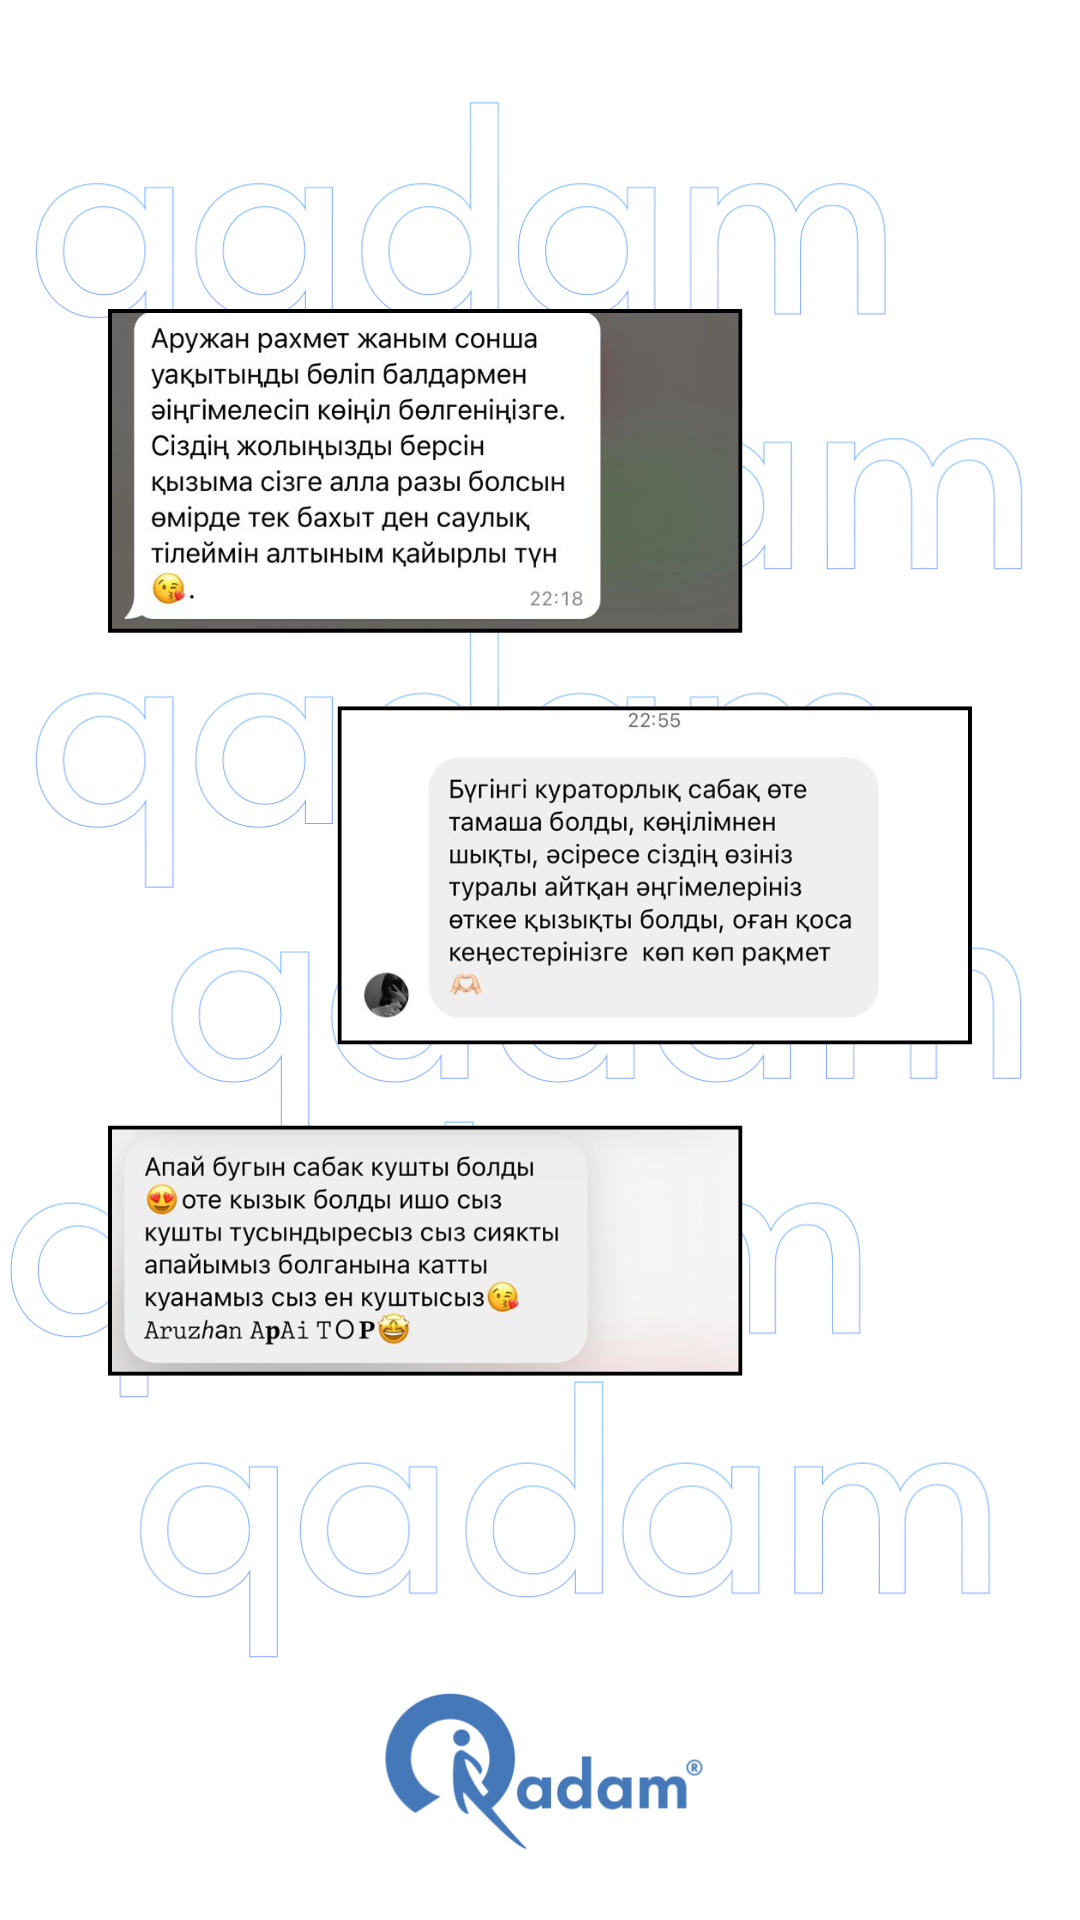 qadam
Аружан рахмет жаным сонша
уақытыңды бөліп балдармен
әіңгімелесіп көіңіл бөлгеніңізге.
Сіздің жолыңызды берсін
қызыма сізге алла разы болсын
өмірде тек бахыт ден саулық
тілеймін алтыным қайырлы түн
😘.
22:18
am
qadam
22:55
Бүгінгі кураторлық сабақ өте
тамаша болды, көңілімнен
шықты, әсіресе сіздің өзініз
туралы айтқан әңгімелерініз
өткее қызықты болды, оған қоса
кеңестерінізге  көп көп рақмет
🫶🏻
qadam
Апай бугын сабак кушты болды
😍оте кызык болды ишо сыз
кушты тусындыресыз сыз сиякты
апайымыз болганына катты
куанамыз сыз ен куштысыз😘
𝙰𝚛𝚞𝚣ℎa𝚗 𝙰𝐩𝙰𝚒 𝚃O𝐏🤩
qadam
Qadam®